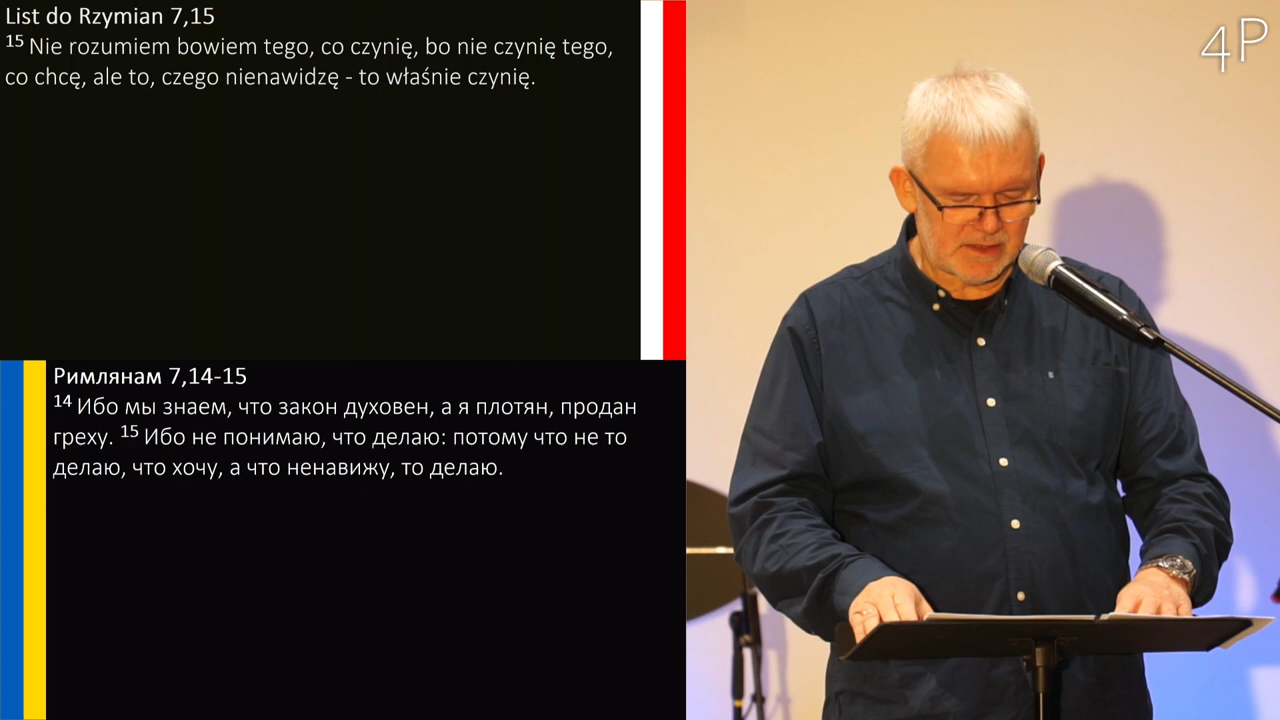 List do Rzymian 7,15
15 Nie rozumiem bowiem tego, co czynię, bo nie czynię tego,
co chcę, ale to, czego nienawidzę - to właśnie czynię.
Римлянам 7,14-15
14 Ибо мы знаем, что закон духовен, а я плотян, продан
греху. 15 Ибо не понимаю, что делаю: потому что не то
делаю, что хочу, а что ненавижу, то делаю.
4P